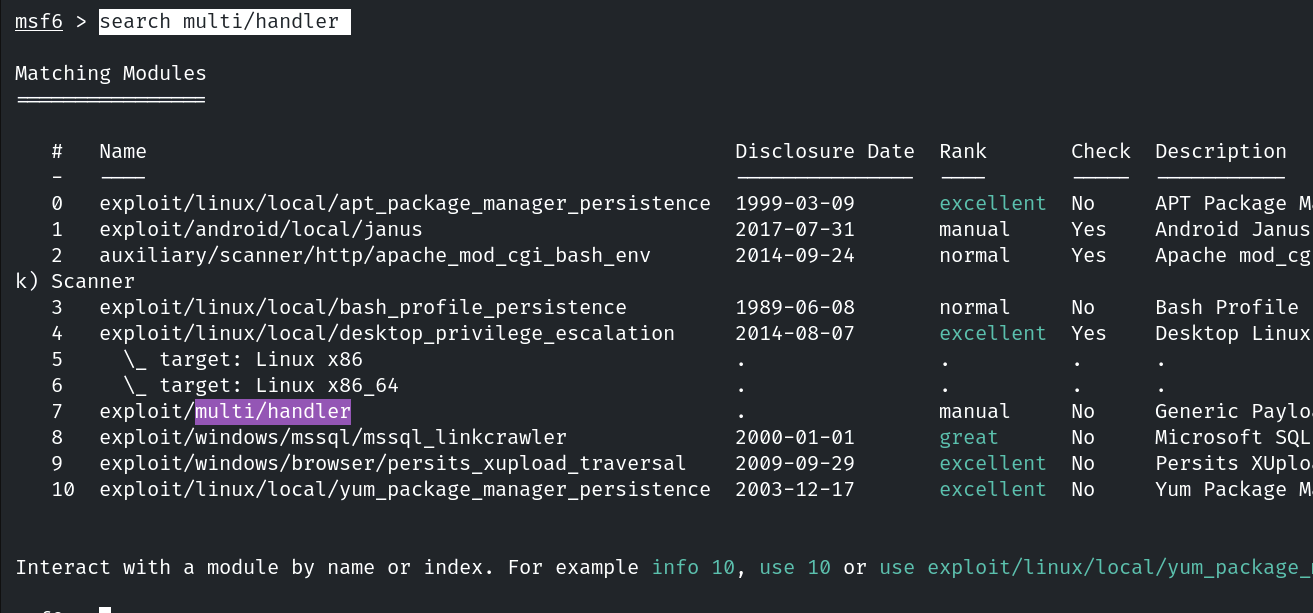 msf6 > search multi/handler
Matching Modules
================
# Name Disclosure Date Rank Check Description
- ---- --------------- ---- ----- -----------
0 exploit/linux/local/apt_package_manager_persistence 1999-03-09 excellent No APT Package
1 exploit/android/local/janus 2017-07-31 manual Yes Android Janus
2 auxiliary/scanner/http/apache_mod_cgi_bash_env 2014-09-24 normal Yes Apache mod_cg
k) Scanner
3 exploit/linux/local/bash_profile_persistence 1989-06-08 normal No Bash Profile
4 exploit/linux/local/desktop_privilege_escalation 2014-08-07 excellent Yes Desktop Linux
5 \_ target: Linux x86 . . . .
6 \_ target: Linux x86_64 . . . .
7 exploit/multi/handler . manual No Generic Paylo
8 exploit/windows/mssql/mssql_linkcrawler 2000-01-01 great No Microsoft SQL
9 exploit/windows/browser/persits_xupload_traversal 2009-09-29 excellent No Persits XUplo
10 exploit/linux/local/yum_package_manager_persistence 2003-12-17 excellent No Yum Package
Interact with a module by name or index. For example info 10, use 10 or use exploit/linux/local/yum_package_